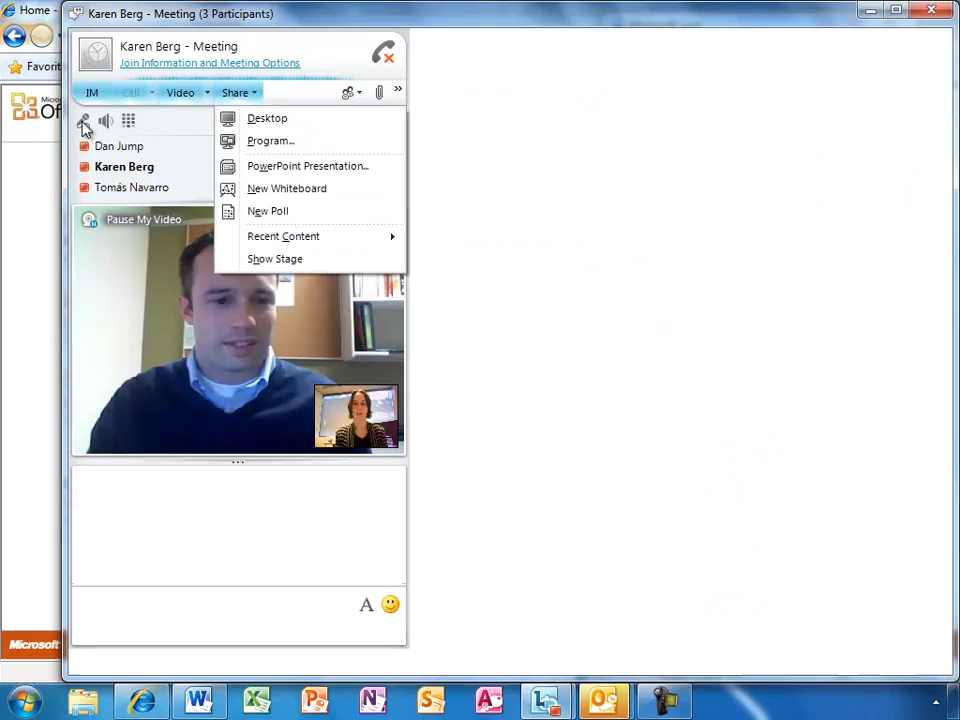 Karen Berg - Meeting (3 Participants)
Home -
Favorit
Karen Berg - Meeting
Join Information and Meeting Options
IM Call Video Share
Dan Jump
Karen Berg
Tomás Navarro
Pause My Video
Desktop
Program...
PowerPoint Presentation...
New Whiteboard
New Poll
Recent Content
Show Stage
A
Microsoft